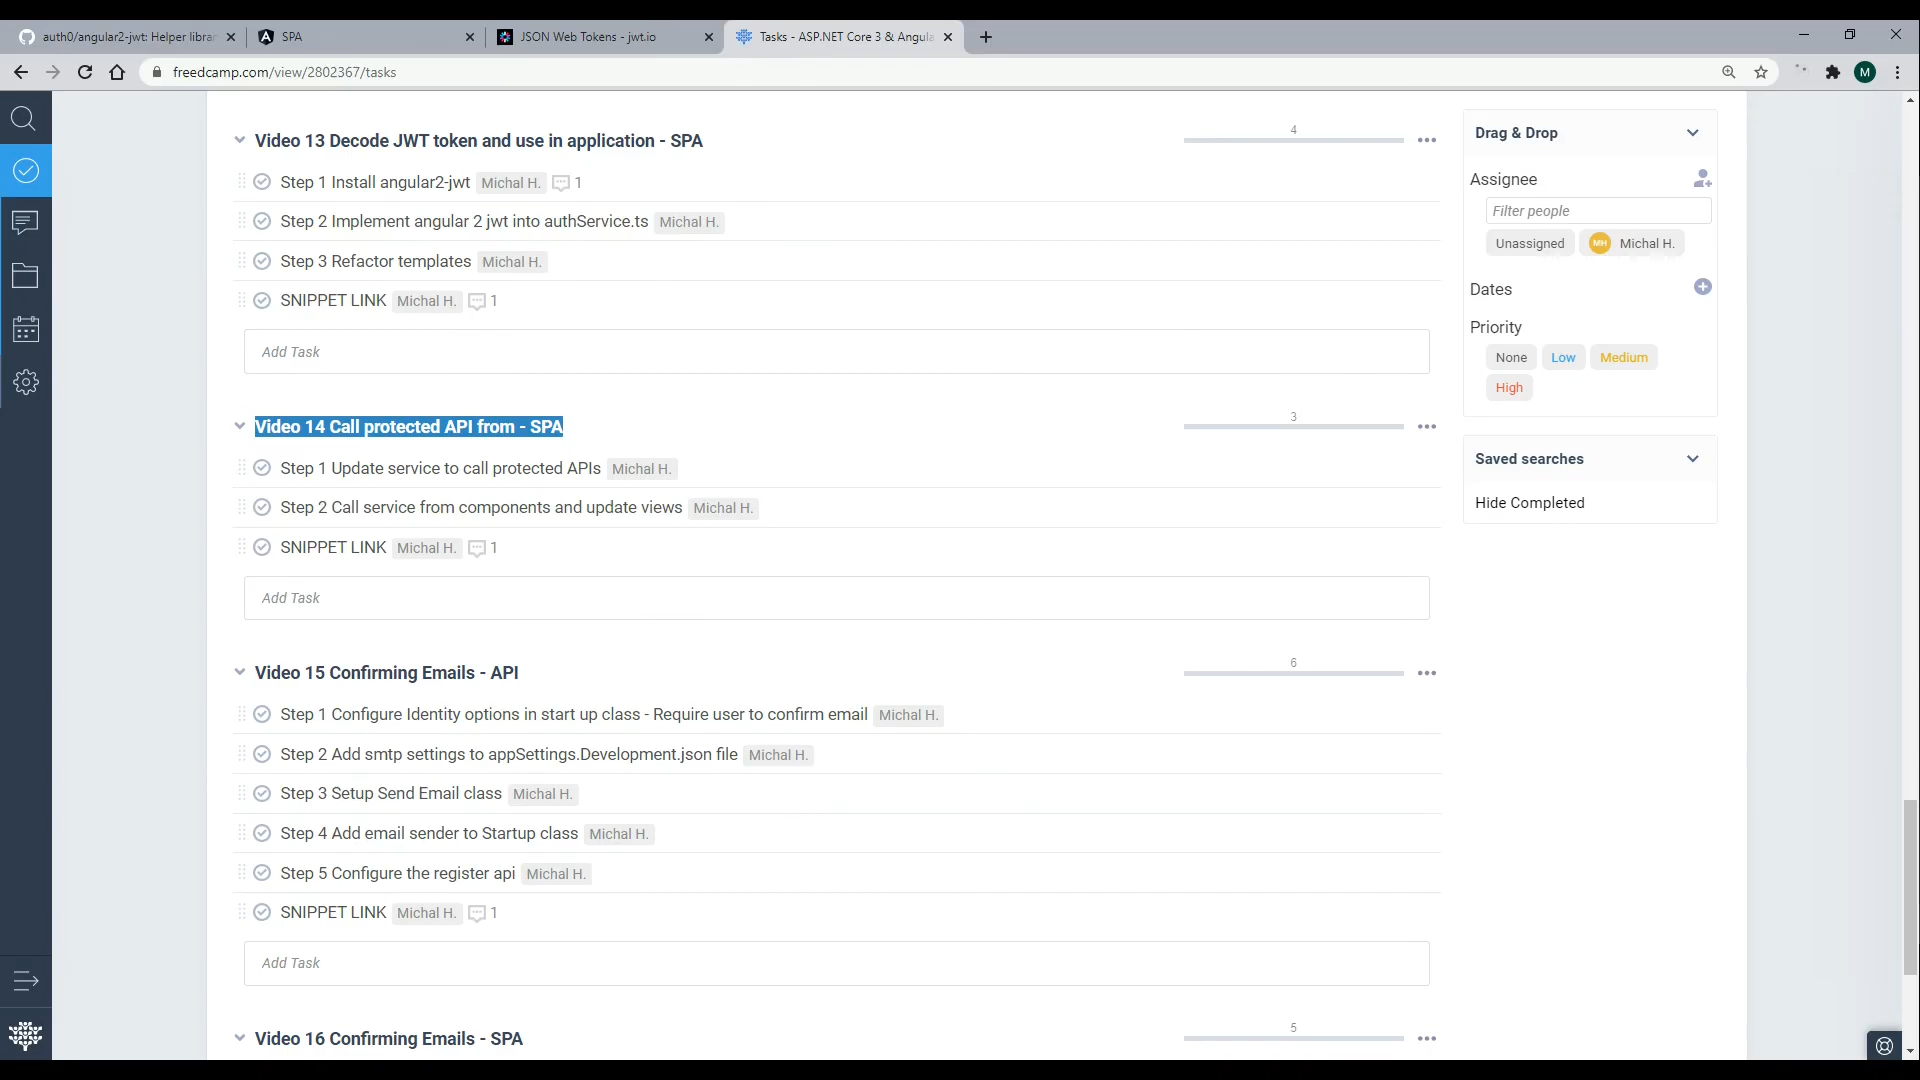 auth0/angular2-jwt: Helper librar
SPA
JSON Web Tokens - jwt.io
Tasks - ASP.NET Core 3 & Angula
freedcamp.com/view/2802367/tasks
M
Video 13 Decode JWT token and use in application - SPA
4
Step 1 Install angular2-jwt Michal H. 1
Step 2 Implement angular 2 jwt into authService.ts Michal H.
Step 3 Refactor templates Michal H.
SNIPPET LINK Michal H. 1
Add Task
Video 14 Call protected API from - SPA
3
Step 1 Update service to call protected APIs Michal H.
Step 2 Call service from components and update views Michal H.
SNIPPET LINK Michal H. 1
Add Task
Video 15 Confirming Emails - API
6
Step 1 Configure Identity options in start up class - Require user to confirm email Michal H.
Step 2 Add smtp settings to appSettings.Development.json file Michal H.
Step 3 Setup Send Email class Michal H.
Step 4 Add email sender to Startup class Michal H.
Step 5 Configure the register api Michal H.
SNIPPET LINK Michal H. 1
Add Task
Video 16 Confirming Emails - SPA
5
Drag & Drop
Assignee
Filter people
Unassigned
MH Michal H.
Dates
Priority
None Low Medium
High
Saved searches
Hide Completed